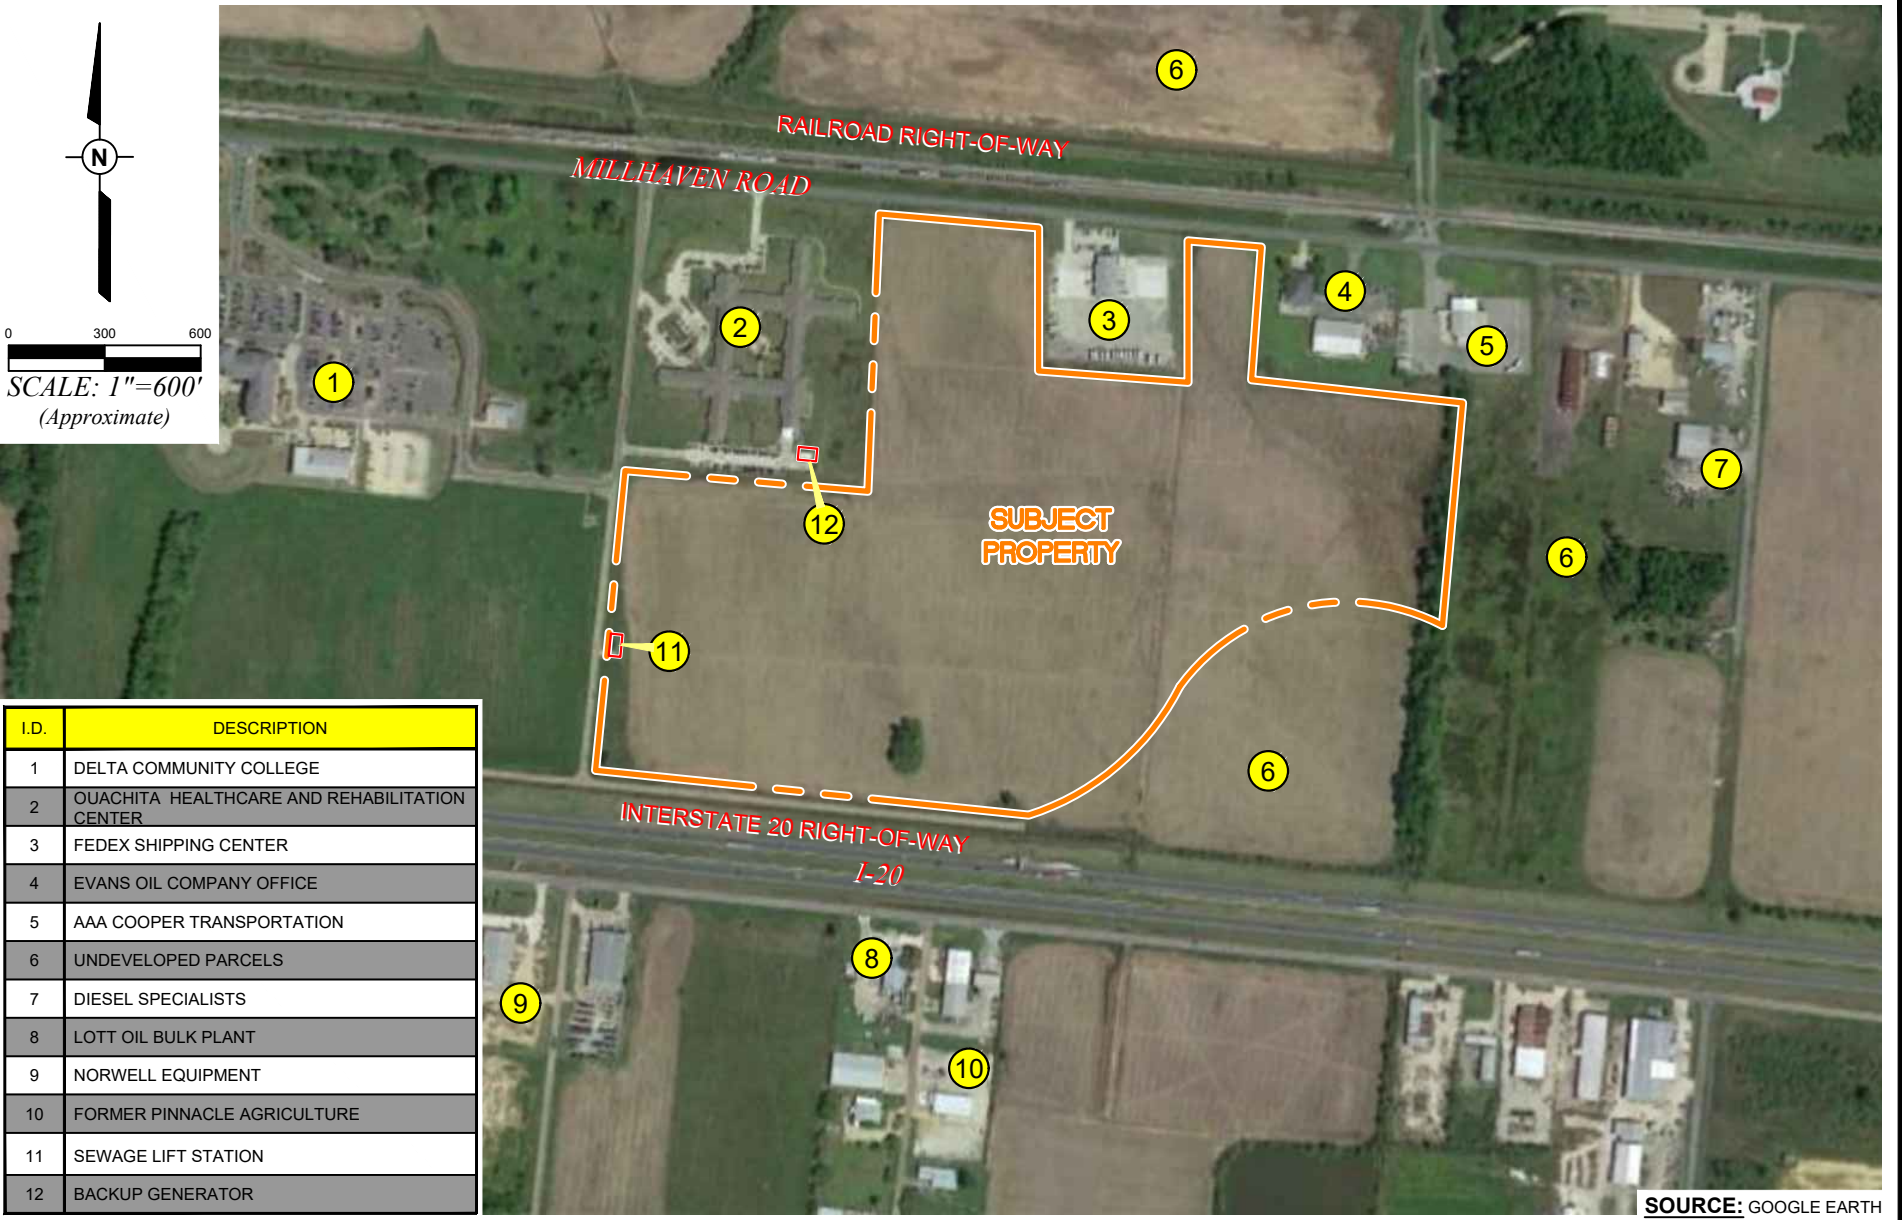 N
0 300 600
SCALE: 1"=600'
(Approximate)
RAILROAD RIGHT-OF-WAY
MILLHAVEN ROAD
6
1
2
3
4
5
7
12
SUBJECT
PROPERTY
6
11
6
INTERSTATE 20 RIGHT-OF-WAY
I-20
8
9
10
I.D. DESCRIPTION
1 DELTA COMMUNITY COLLEGE
2 OUACHITA HEALTHCARE AND REHABILITATION
CENTER
3 FEDEX SHIPPING CENTER
4 EVANS OIL COMPANY OFFICE
5 AAA COOPER TRANSPORTATION
6 UNDEVELOPED PARCELS
7 DIESEL SPECIALISTS
8 LOTT OIL BULK PLANT
9 NORWELL EQUIPMENT
10 FORMER PINNACLE AGRICULTURE
11 SEWAGE LIFT STATION
12 BACKUP GENERATOR
SOURCE: GOOGLE EARTH